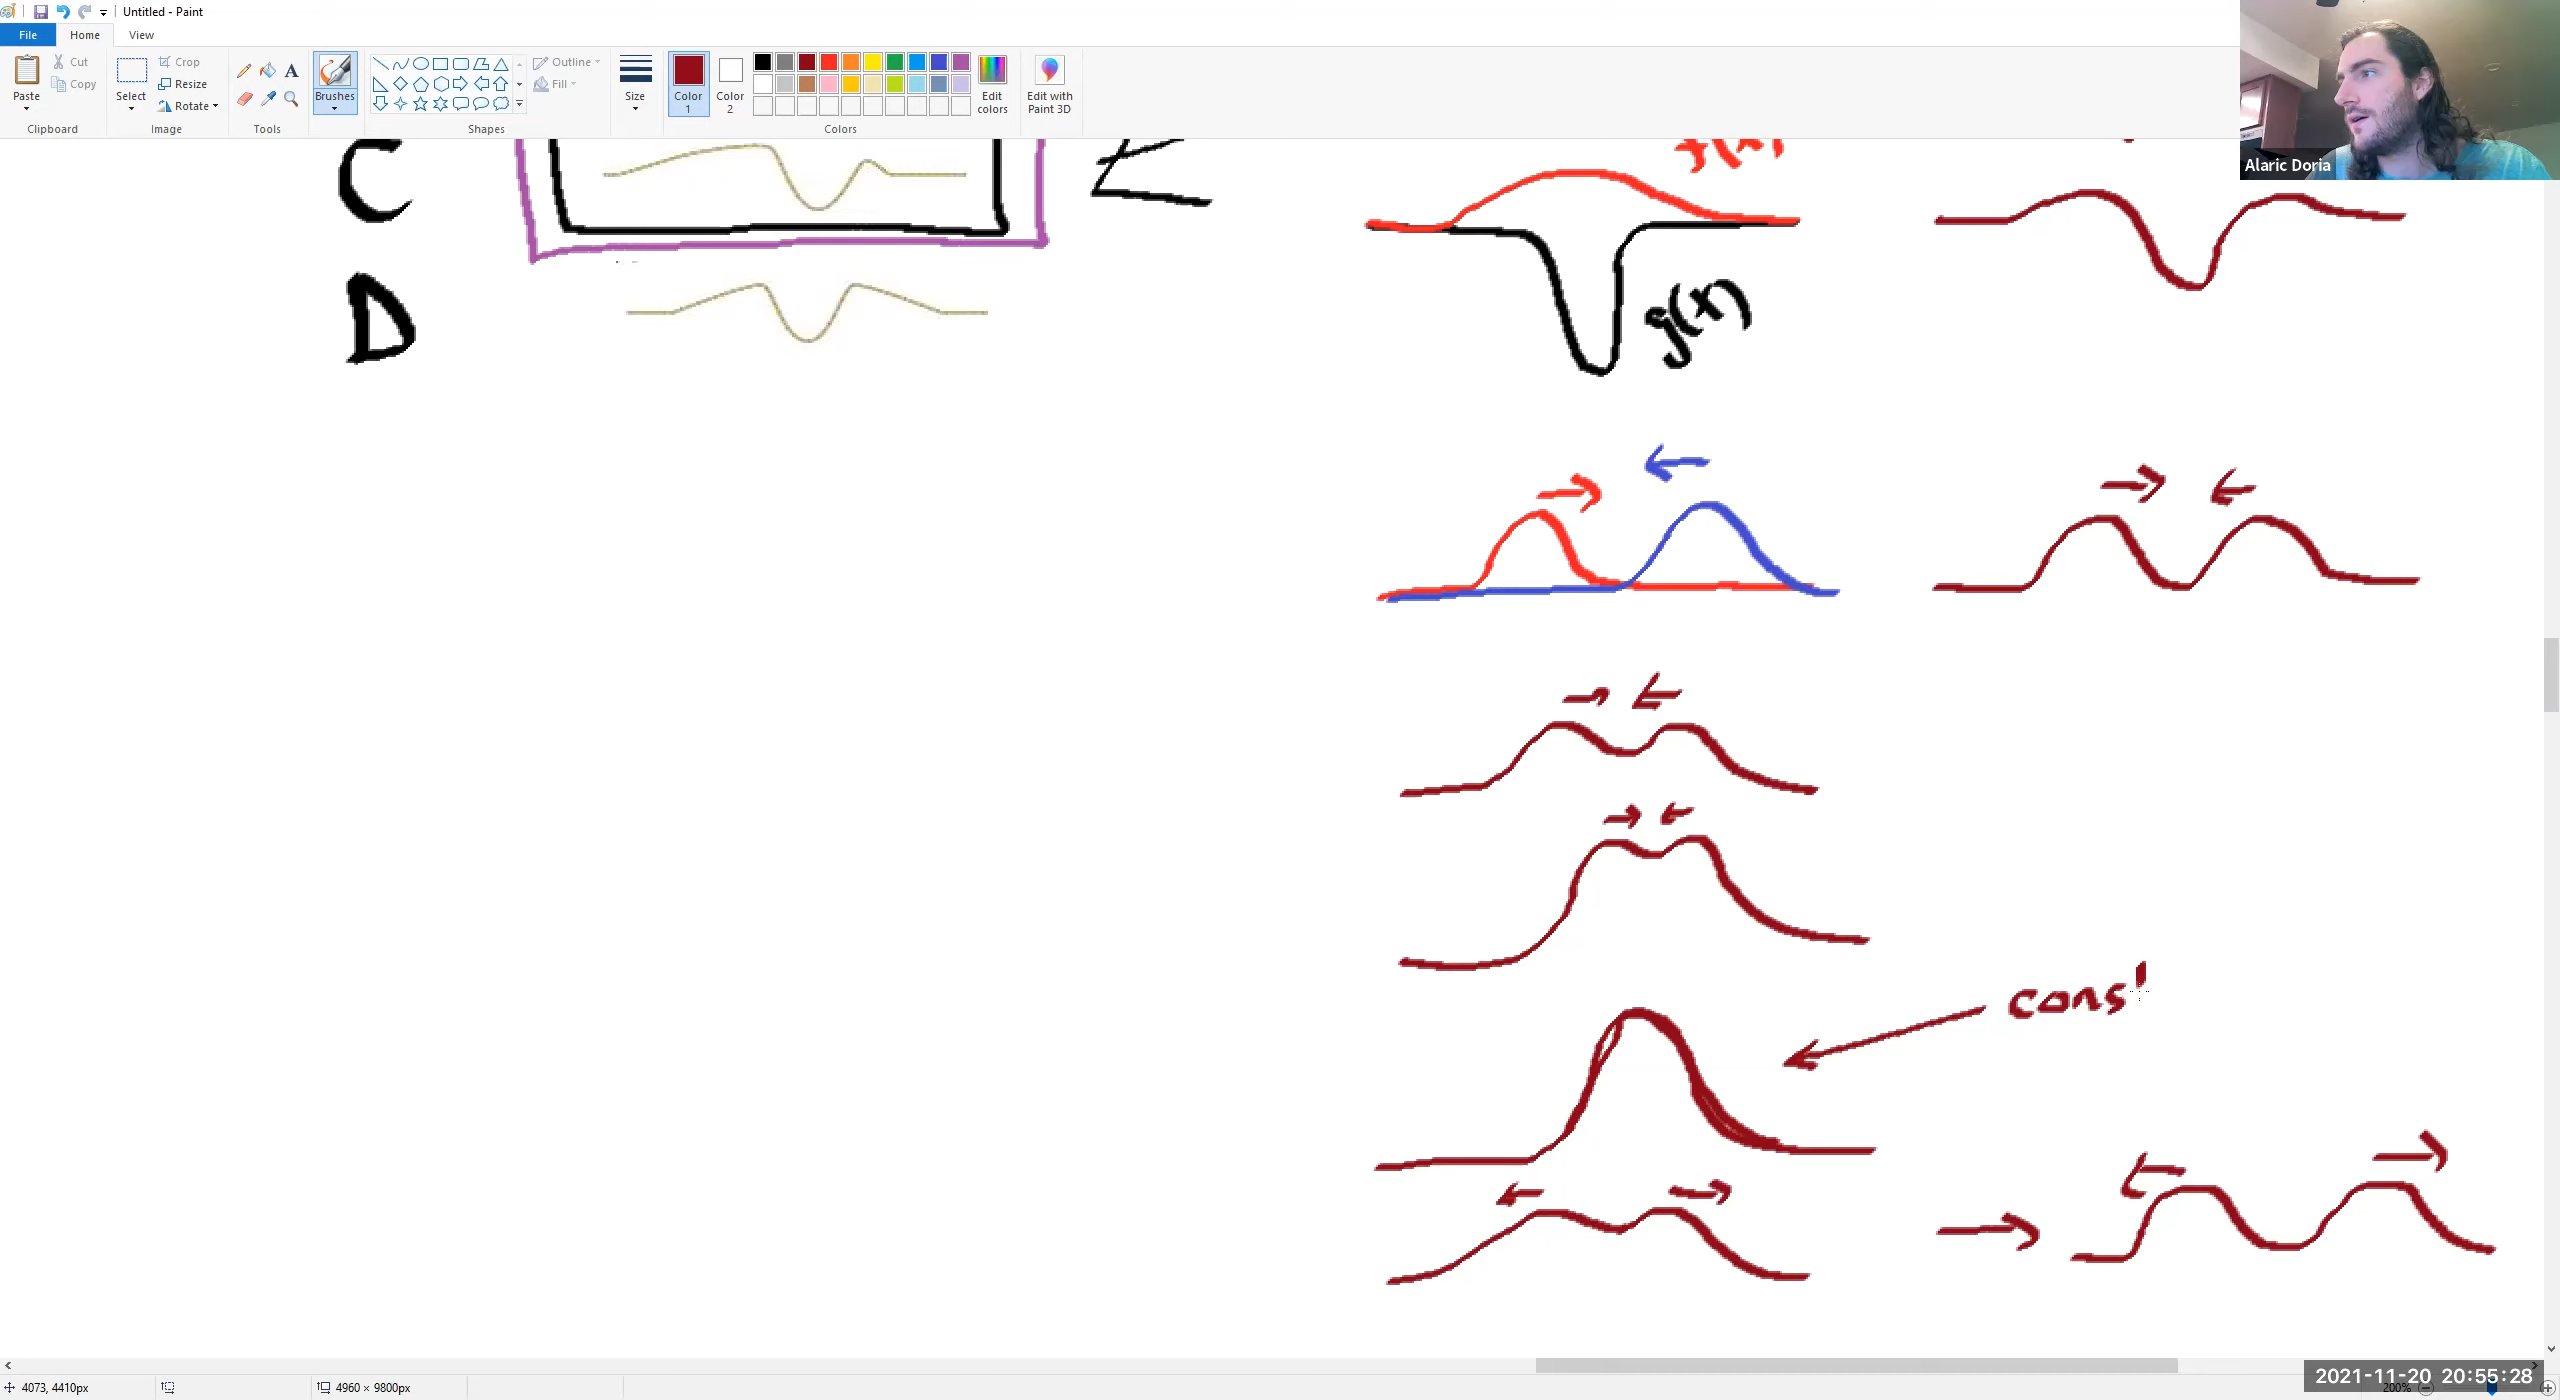 Untitled - Paint
File Home View
Paste Cut Copy Clipboard
Select Crop Resize Rotate Image
Tools
Brushes
Shapes Outline Fill
Size
Color 1 Color 2 Edit colors Colors
Edit with Paint 3D
Alaric Doria
C
f(x)
D
g(x)
cons
4073, 4410px 4960 × 9800px 200%
2021-11-20 20:55:28